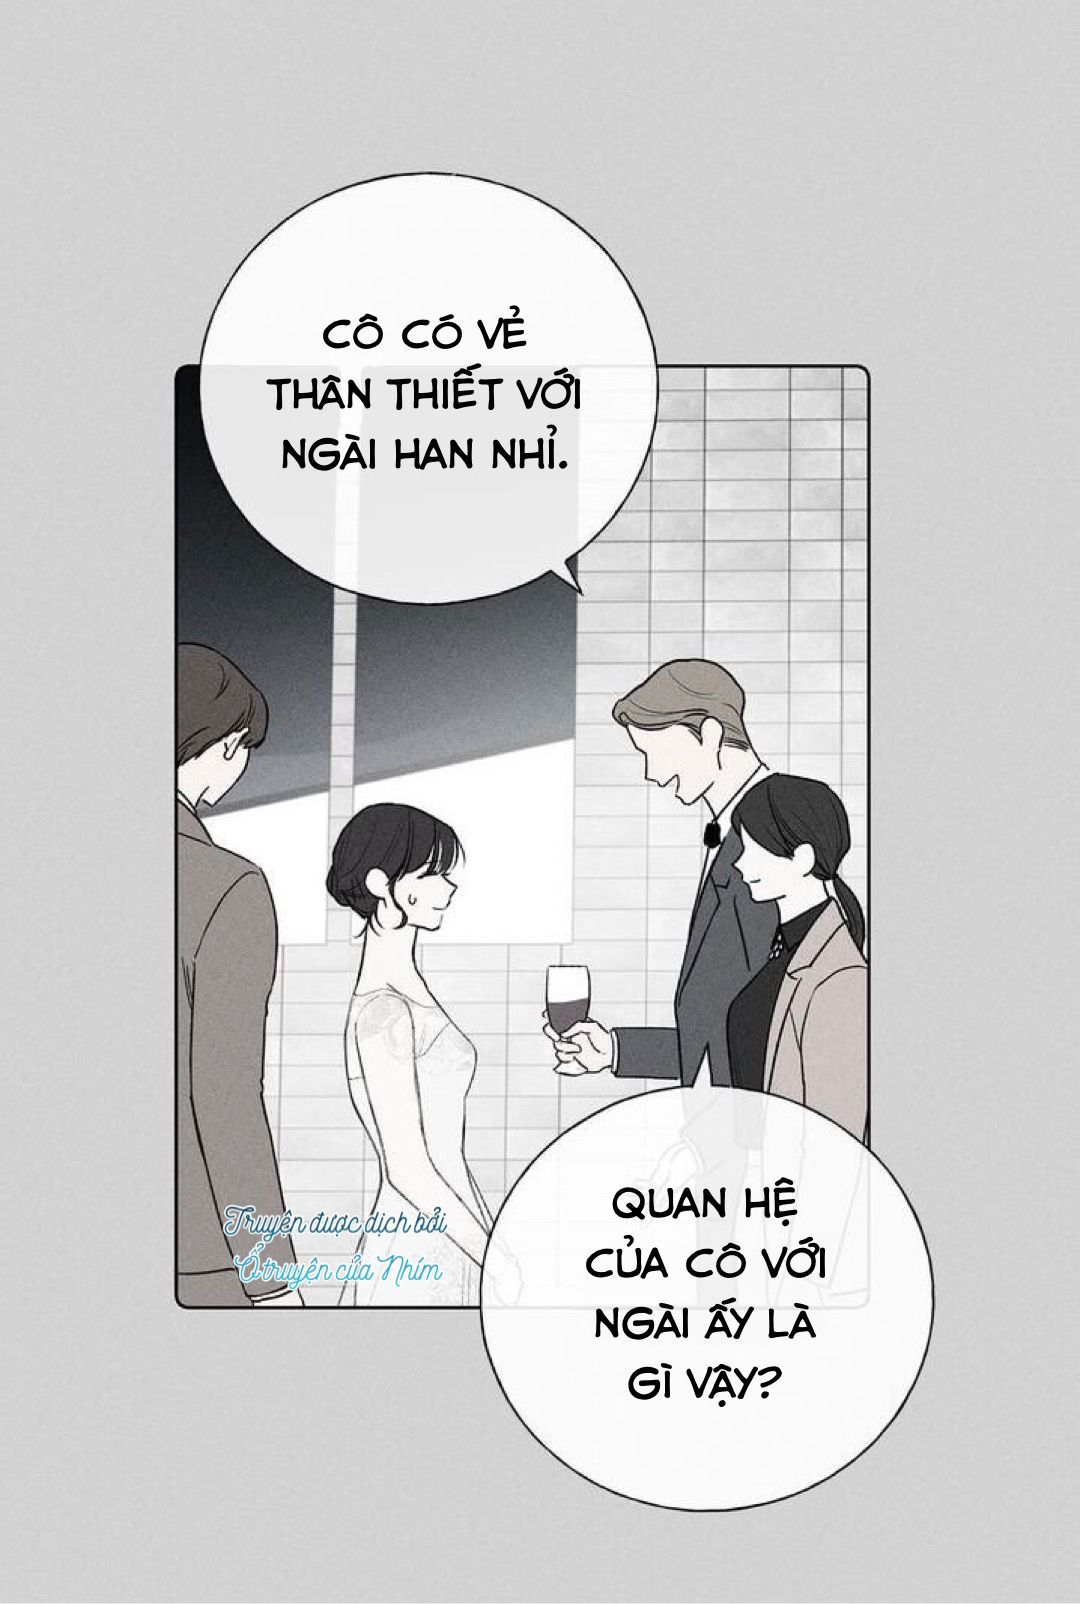 CÔ CÓ VẺ
THÂN THIẾT VỚI
NGÀI HAN NHỈ.
Truyện được dịch bởi
Ổ truyện của Nhím
QUAN HỆ
CỦA CÔ VỚI
NGÀI ẤY LÀ
GÌ VẬY?